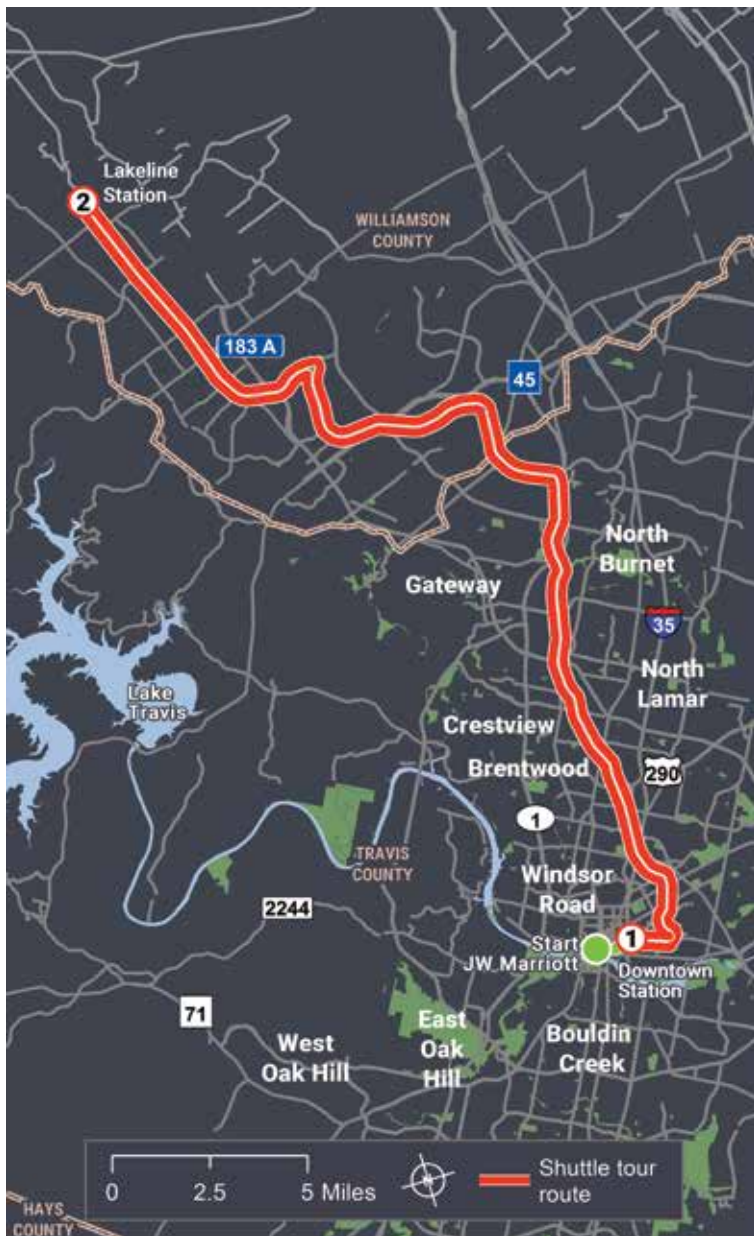 Lakeline
Station
2
WILLIAMSON
COUNTY
183 A
45
North
Burnet
Gateway
35
North
Lamar
Lake
Travis
Crestview
Brentwood
290
1
TRAVIS
COUNTY
Windsor
Road
2244
Start
JW Marriott
1
Downtown
Station
71
West
Oak Hill
East
Oak
Hill
Bouldin
Creek
0 2.5 5 Miles
N
Shuttle tour
route
HAYS
COUNTY